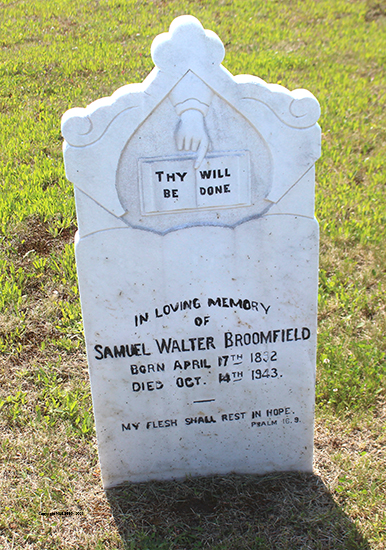 THY WILL
BE DONE
IN LOVING MEMORY
OF
SAMUEL WALTER BROOMFIELD
BORN APRIL 17TH 1892
DIED OCT. 14TH 1943.
MY FLESH SHALL REST IN HOPE.
PSALM 16.9.